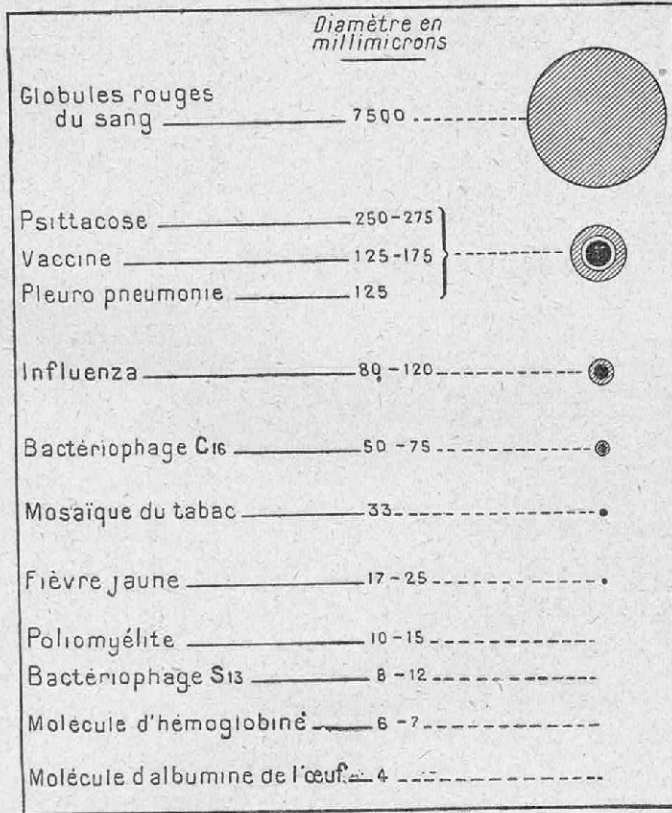 Diamètre en
millimicrons
Globules rouges
du sang 7500
Psittacose 250-275
Vaccine 125-175
Pleuro pneumonie 125
Influenza 80-120
Bactériophage C16 50-75
Mosaïque du tabac 33
Fièvre jaune 17-25
Poliomyélite 10-15
Bactériophage S13 8-12
Molécule d'hémoglobine 6-7
Molécule d'albumine de l'œuf 4